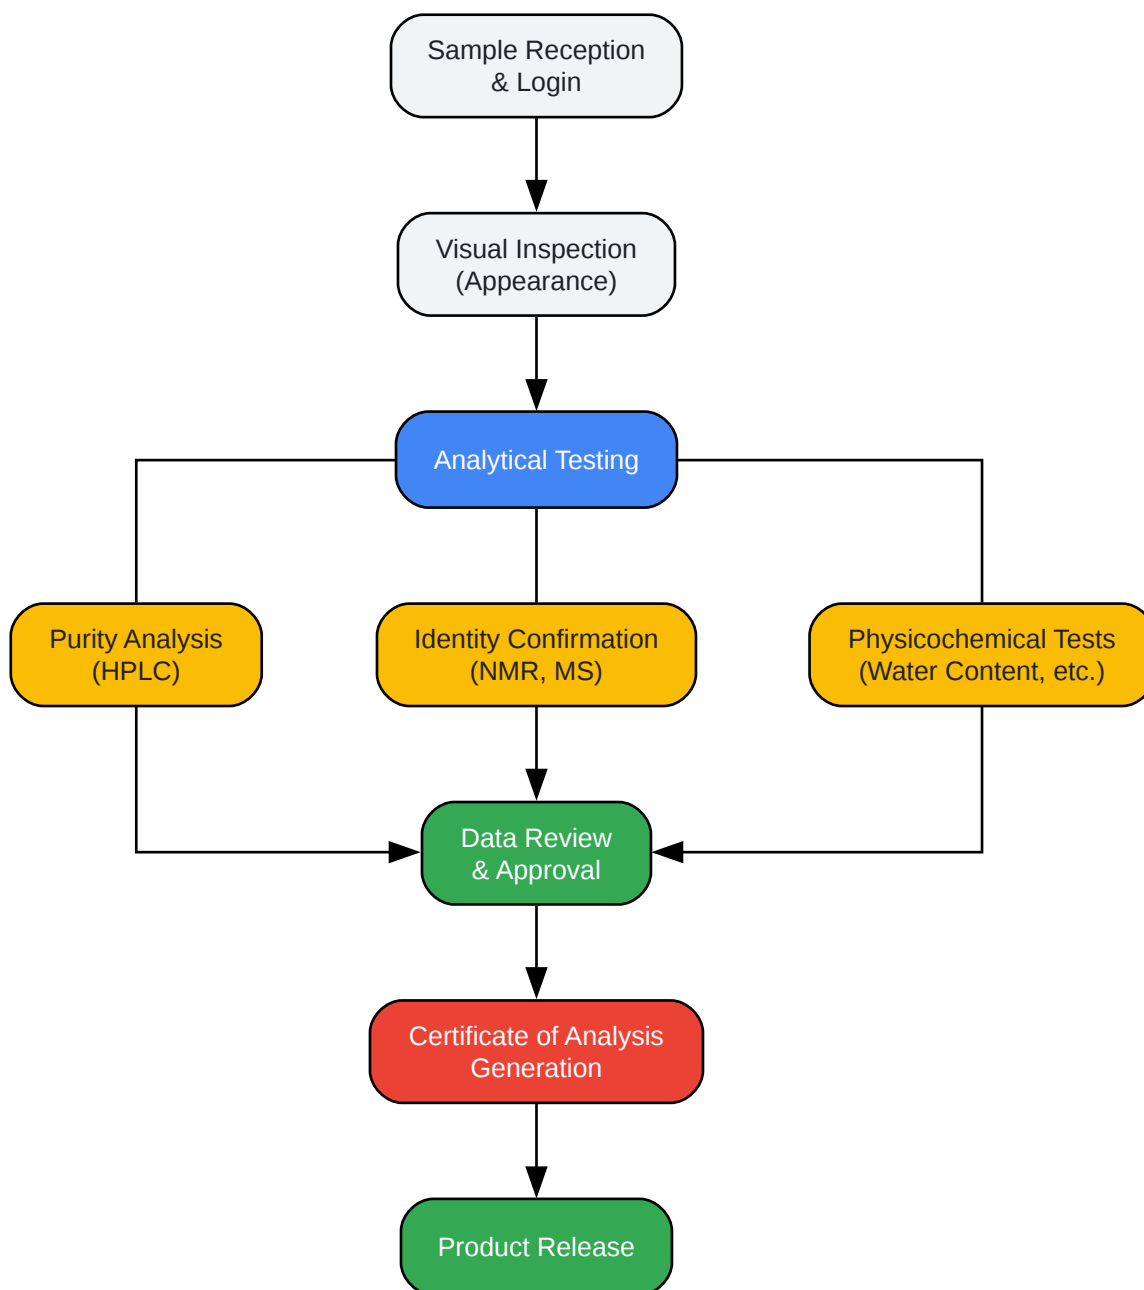 Sample Reception
& Login
Visual Inspection
(Appearance)
Analytical Testing
Purity Analysis
(HPLC)
Identity Confirmation
(NMR, MS)
Physicochemical Tests
(Water Content, etc.)
Data Review
& Approval
Certificate of Analysis
Generation
Product Release